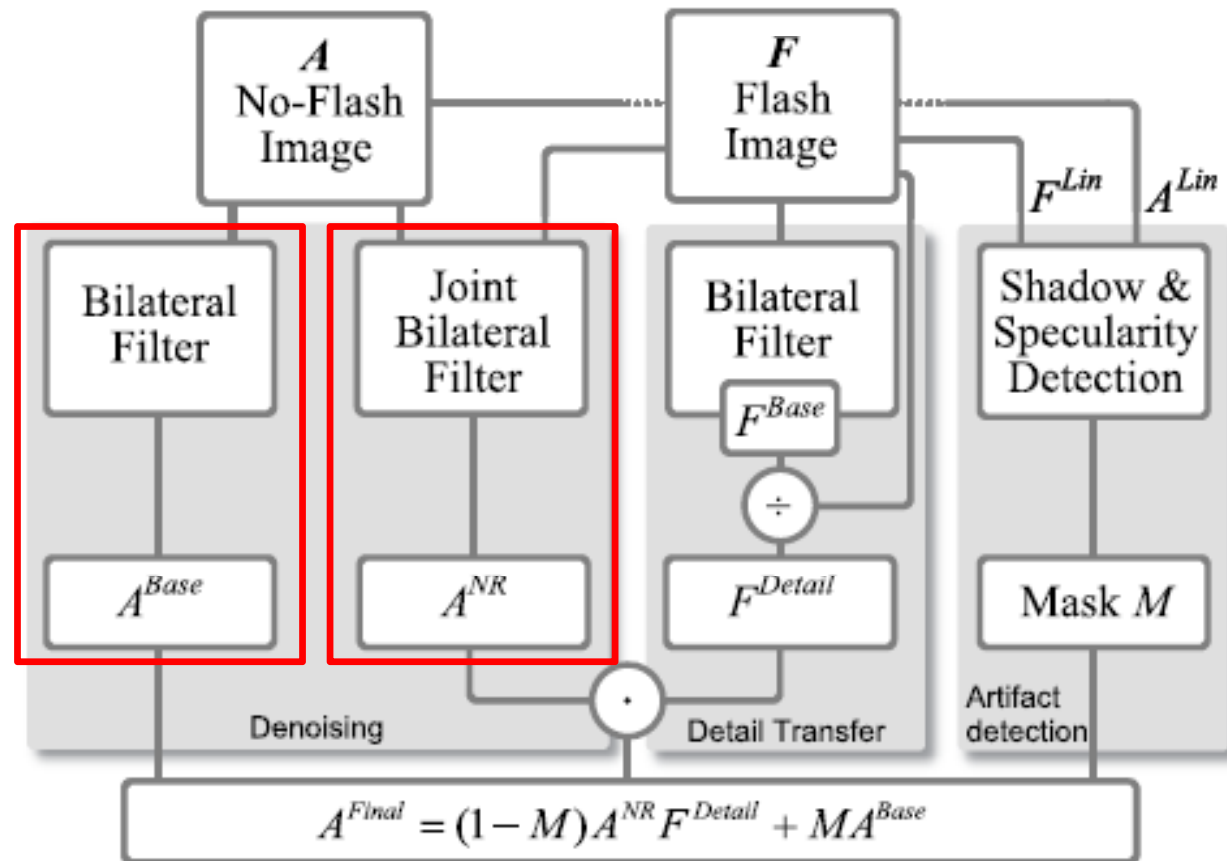 A
No-Flash
Image
F
Flash
Image
F^Lin
A^Lin
Bilateral
Filter
Joint
Bilateral
Filter
Bilateral
Filter
F^Base
÷
Shadow &
Specularity
Detection
A^Base
A^NR
F^Detail
Mask M
·
Denoising
Detail Transfer
Artifact
detection
A^Final = (1 − M) A^NR F^Detail + MA^Base